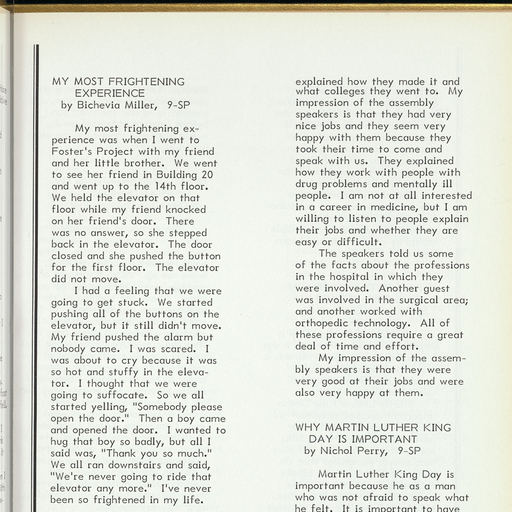 MY MOST FRIGHTENING
EXPERIENCE
by Bichevia Miller, 9-SP
My most frightening ex-
perience was when I went to
Foster's Project with my friend
and her little brother. We went
to see her friend in Building 20
and went up to the 14th floor.
We held the elevator on that
floor while my friend knocked
on her friend's door. There
was no answer, so she stepped
back in the elevator. The door
closed and she pushed the button
for the first floor. The elevator
did not move.
I had a feeling that we were
going to get stuck. We started
pushing all of the buttons on the
elevator, but it still didn't move.
My friend pushed the alarm but
nobody came. I was scared. I
was about to cry because it was
so hot and stuffy in the eleva-
tor. I thought that we were
going to suffocate. So we all
started yelling, "Somebody please
open the door." Then a boy came
and opened the door. I wanted to
hug that boy so badly, but all I
said was, "Thank you so much."
We all ran downstairs and said,
"We're never going to ride that
elevator any more." I've never
been so frightened in my life.
explained how they made it and
what colleges they went to. My
impression of the assembly
speakers is that they had very
nice jobs and they seem very
happy with them because they
took their time to come and
speak with us. They explained
how they work with people with
drug problems and mentally ill
people. I am not at all interested
in a career in medicine, but I am
willing to listen to people explain
their jobs and whether they are
easy or difficult.
The speakers told us some
of the facts about the professions
in the hospital in which they
were involved. Another guest
was involved in the surgical area;
and another worked with
orthopedic technology. All of
these professions require a great
deal of time and effort.
My impression of the assem-
bly speakers is that they were
very good at their jobs and were
also very happy at them.
WHY MARTIN LUTHER KING
DAY IS IMPORTANT
by Nichol Perry, 9-SP
Martin Luther King Day is
important because he as a man
who was not afraid to speak what
he felt. It is important to have